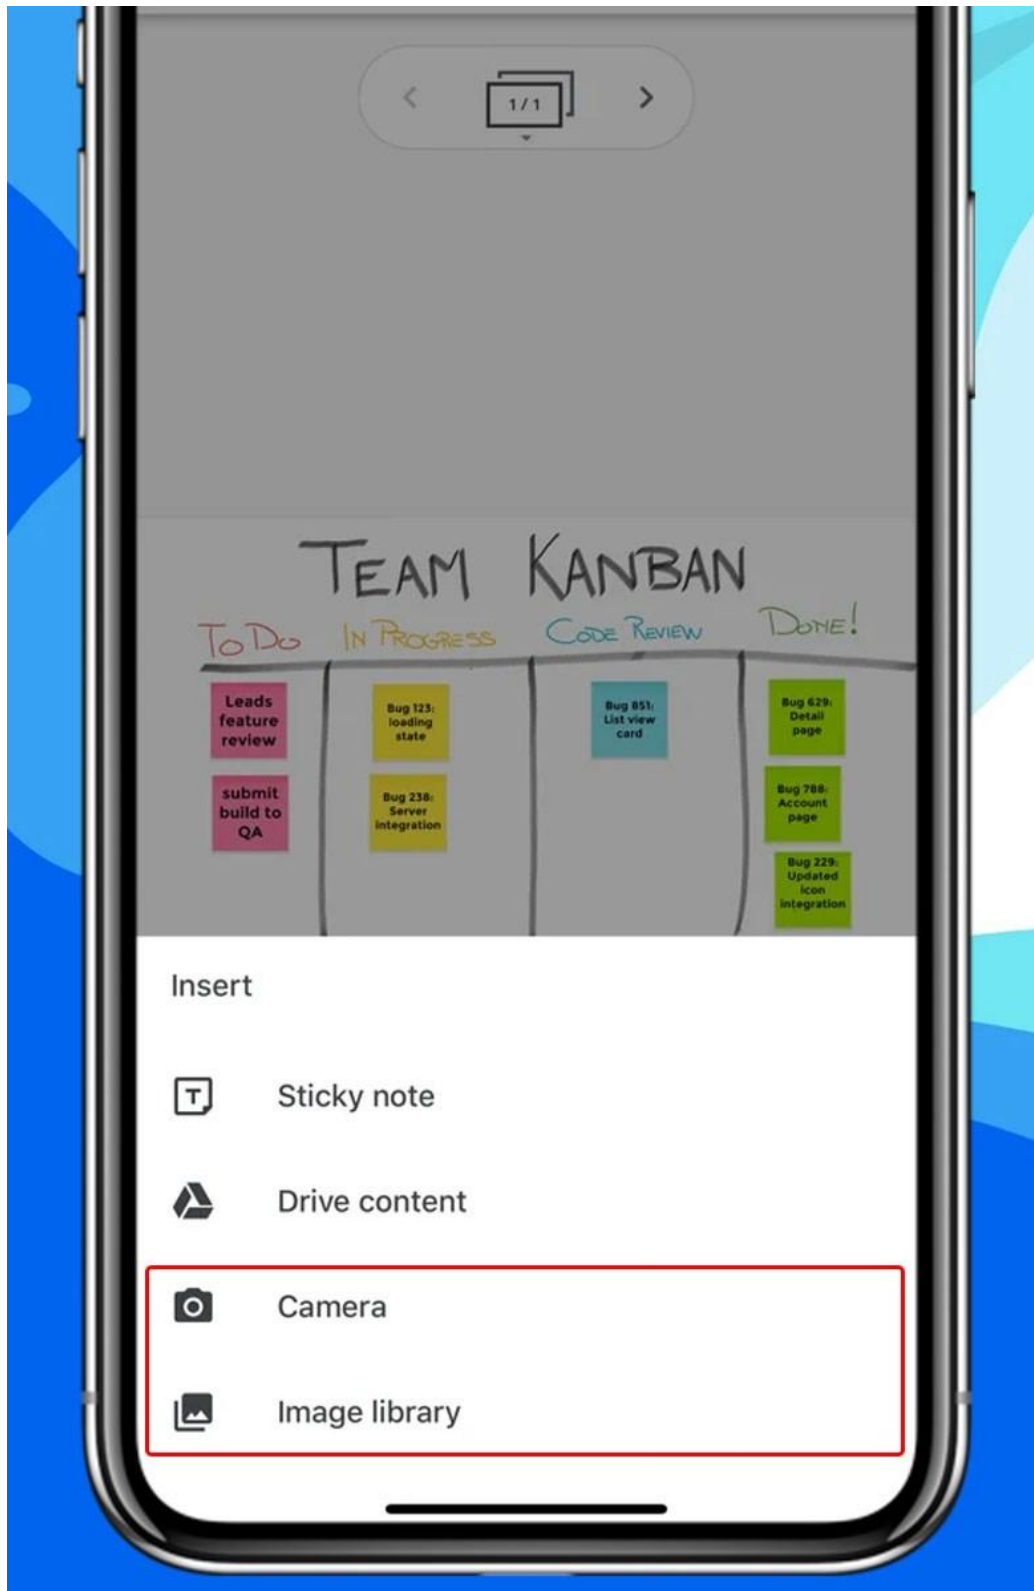 1/1
TEAM KANBAN
TO DO
IN PROGRESS
CODE REVIEW
DONE!
Leads
feature
review
submit
build to
QA
Bug 123:
loading
state
Bug 238:
Server
integration
Bug 851:
List view
card
Bug 629:
Detail
page
Bug 788:
Account
page
Bug 229:
Updated
icon
integration
Insert
Sticky note
Drive content
Camera
Image library